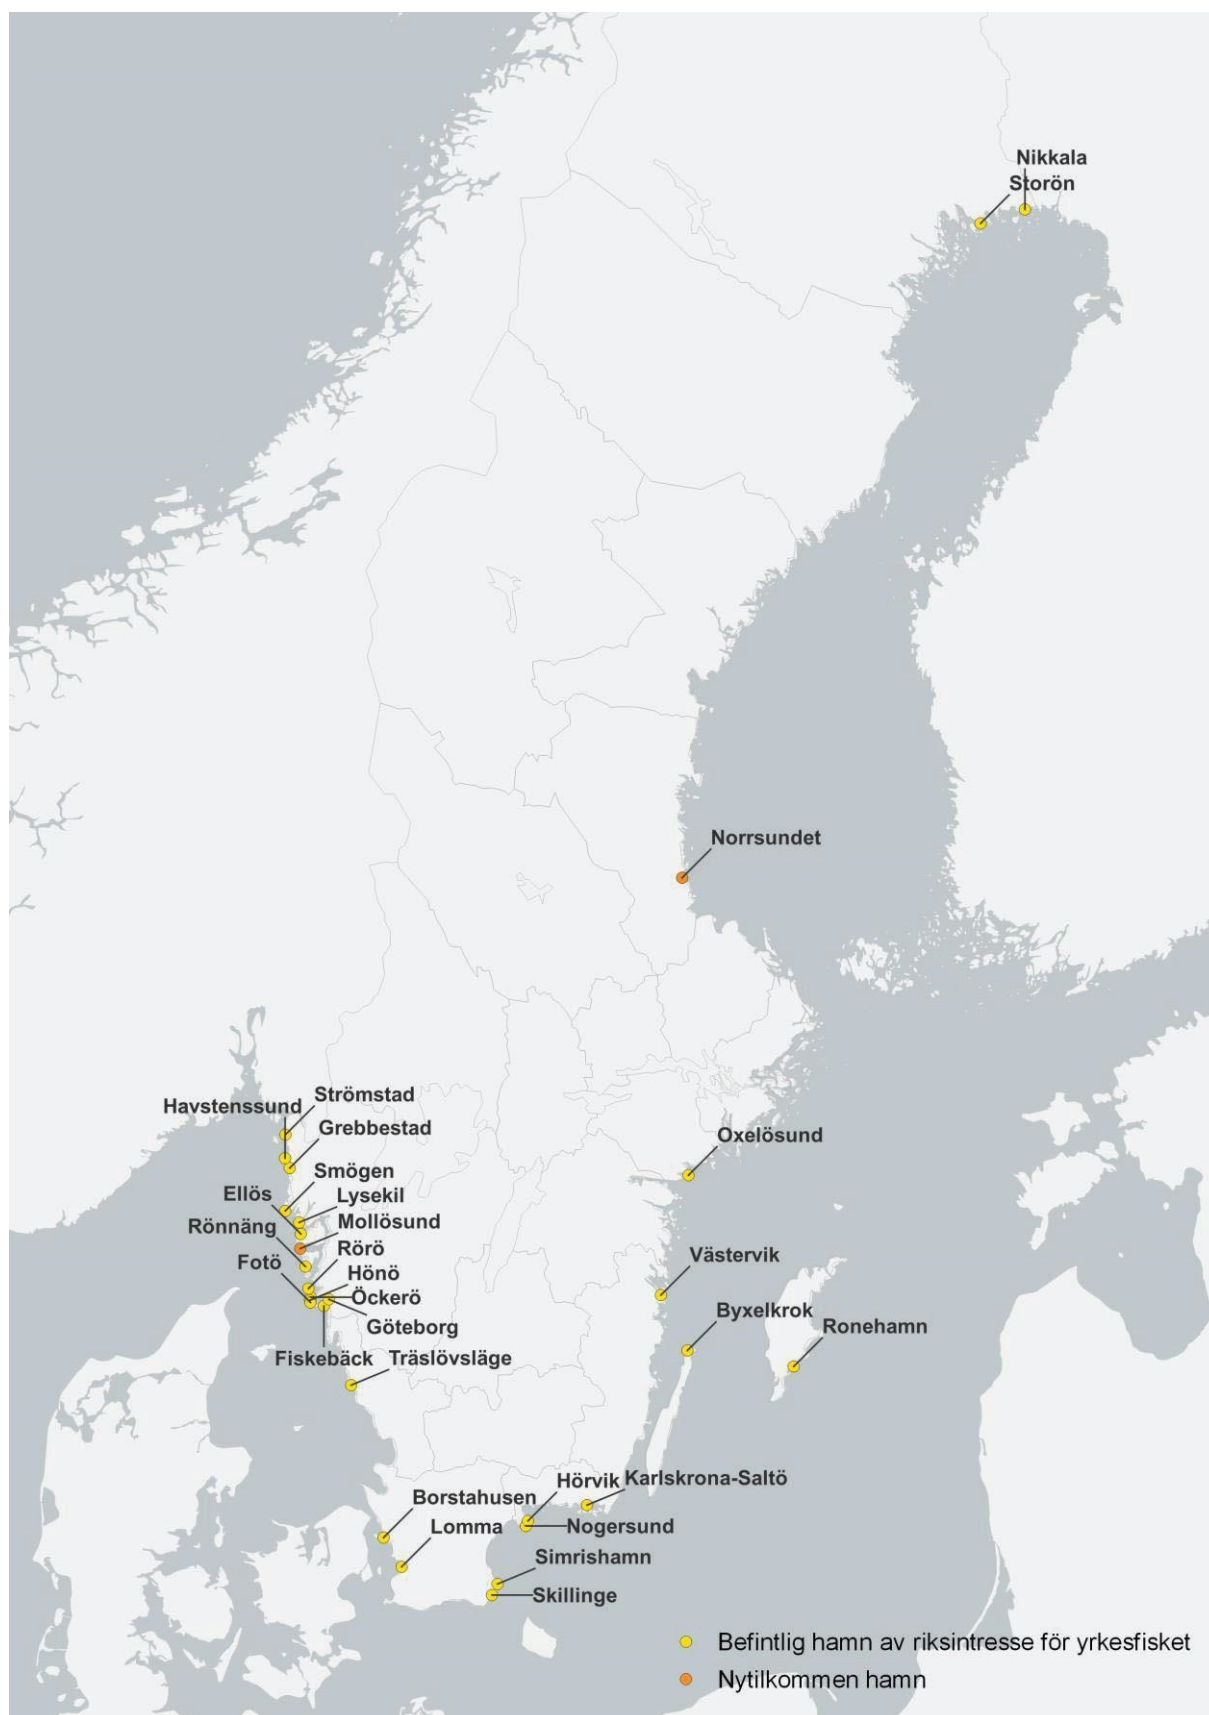 Nikkala
Storön
Norrsundet
Strömstad
Havstenssund
Grebbestad
Oxelösund
Smögen
Ellös
Lysekil
Mollösund
Rönnäng
Rörö
Västervik
Fotö
Hönö
Öckerö
Byxelkrok
Göteborg
Ronehamn
Fiskebäck
Träslövsläge
Hörvik
Karlskrona-Saltö
Borstahusen
Lomma
Nogersund
Simrishamn
Skillinge
Befintlig hamn av riksintresse för yrkesfisket
Nytilkommen hamn